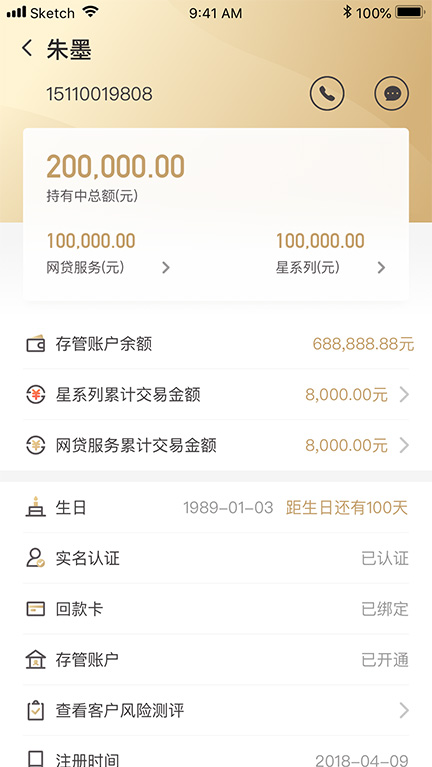 Sketch 9:41 AM 100%
朱墨
15110019808
200,000.00
持有中总额(元)
100,000.00 100,000.00
网贷服务(元) 星系列(元)
存管账户余额 688,888.88元
星系列累计交易金额 8,000.00元
网贷服务累计交易金额 8,000.00元
生日 1989-01-03 距生日还有100天
实名认证 已认证
回款卡 已绑定
存管账户 已开通
查看客户风险测评
注册时间 2018-04-09